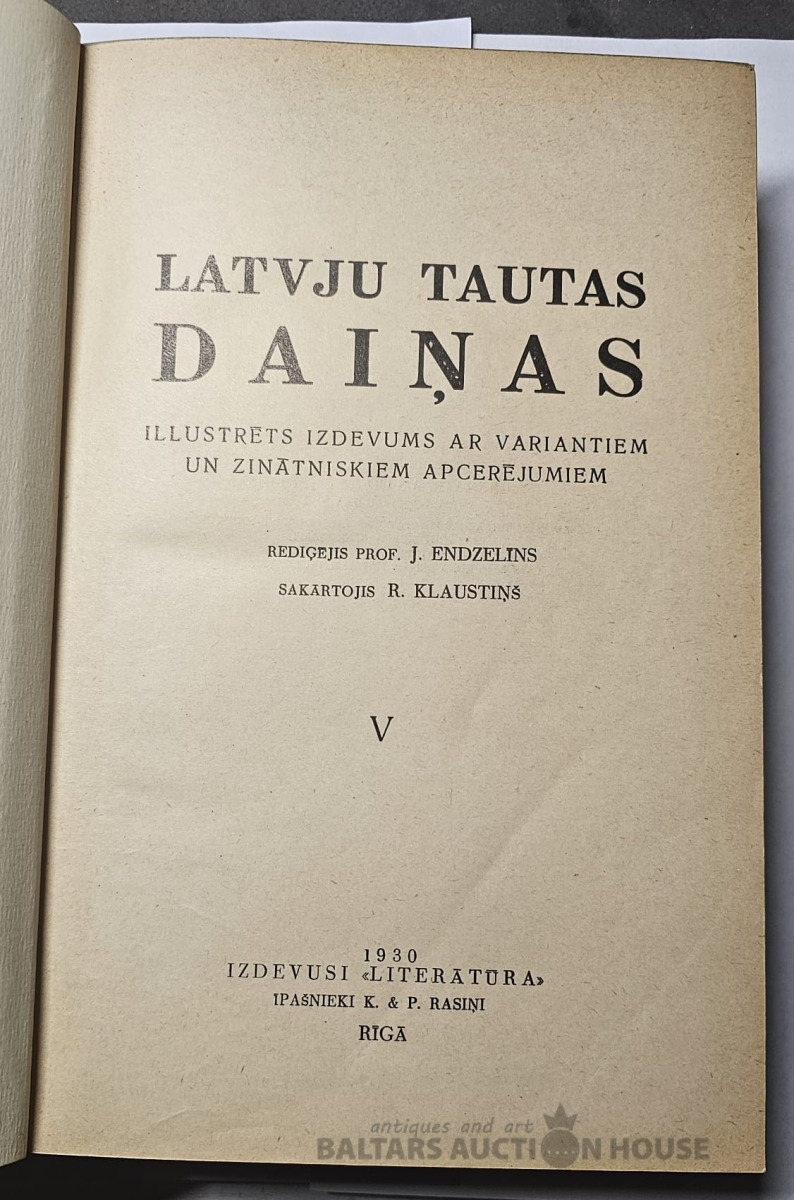 LATVJU TAUTAS
DAIŅAS
ILLUSTRĒTS IZDEVUMS AR VARIANTIEM
UN ZINĀTNISKIEM APCERĒJUMIEM
REDIĢĒJIS PROF. J. ENDZELĪNS
SAKĀRTOJIS R. KLAUSTIŅŠ
V
1930
IZDEVUSI «LITERĀTŪRA»
ĪPAŠNIEKI K. & P. RASIŅI
RĪGĀ
antiques and art
BALTARS AUCTION HOUSE